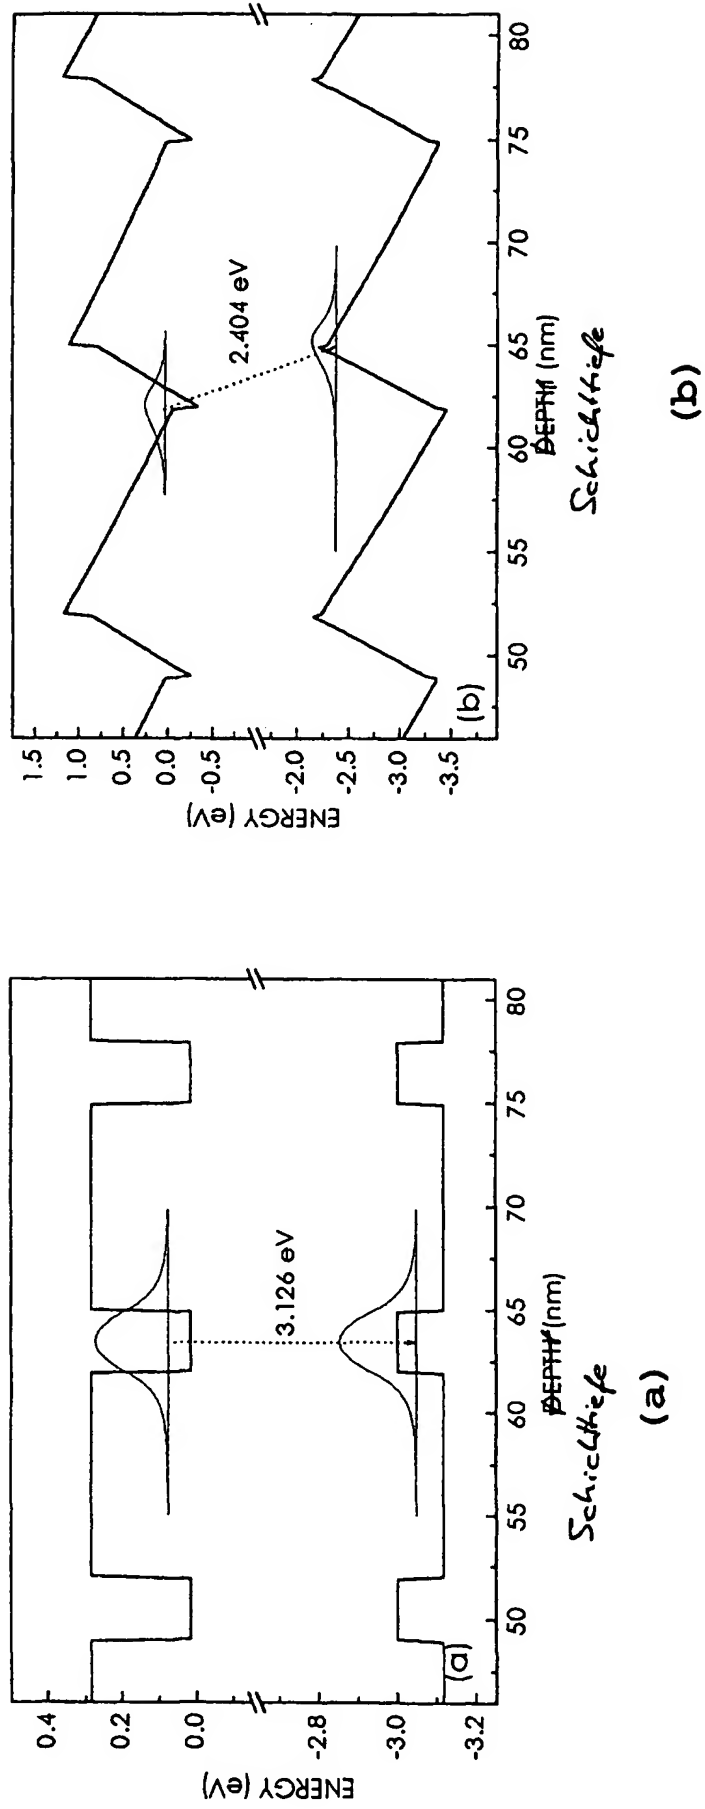 ENERGY (eV)
0.4
0.2
0.0
-2.8
-3.0
-3.2
3.126 eV
(a)
50
55
60
65
70
75
80
DEPTH (nm)
Schichttiefe
(a)
ENERGY (eV)
1.5
1.0
0.5
0.0
-0.5
-2.0
-2.5
-3.0
-3.5
2.404 eV
(b)
50
55
60
65
70
75
80
DEPTH (nm)
Schichttiefe
(b)